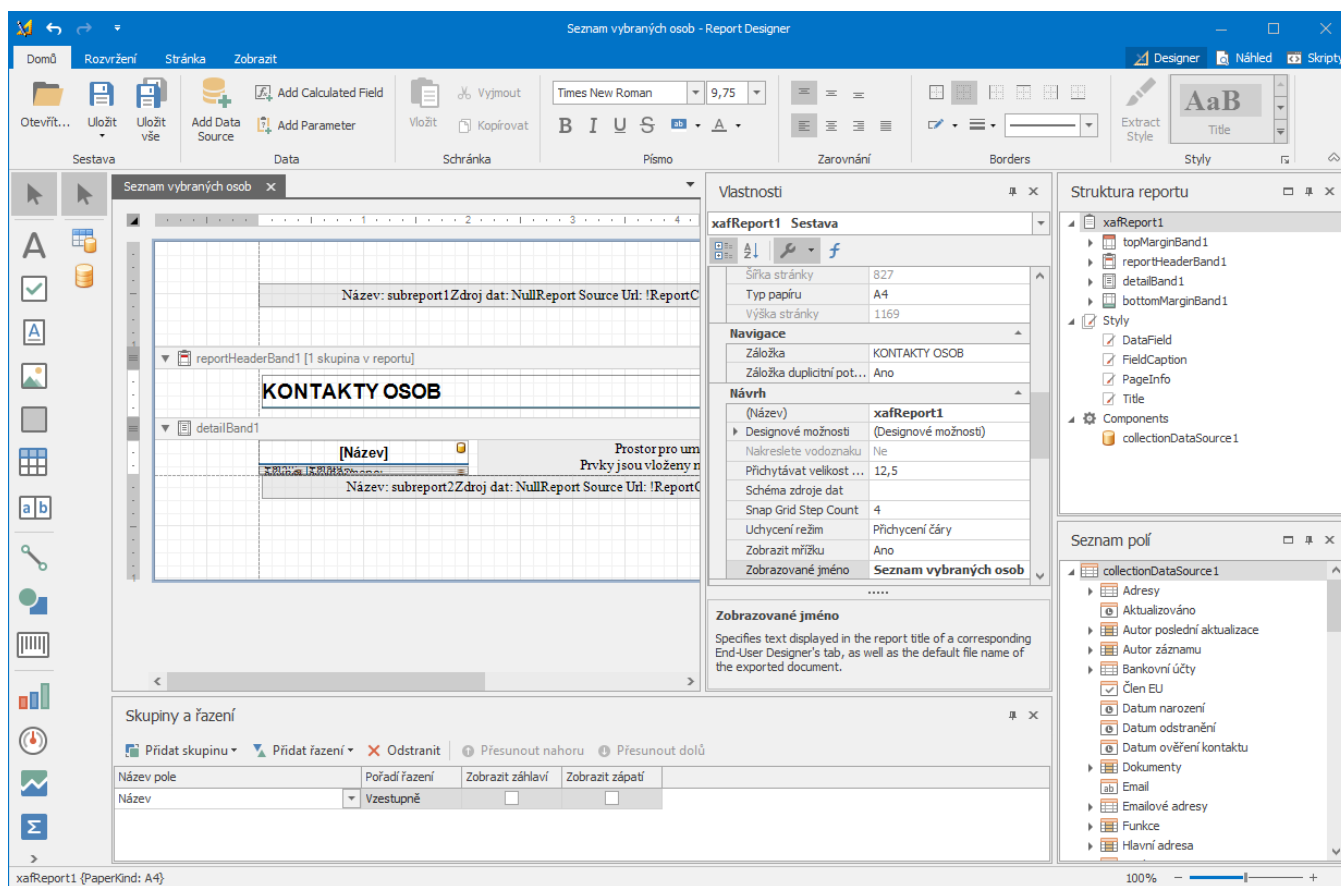 Seznam vybraných osob - Report Designer
Domů Rozvržení Stránka Zobrazit Designer Náhled Skripty
Otevřít... Uložit Uložit vše Add Data Source Add Calculated Field Add Parameter Vložit Vyjmout Kopírovat Times New Roman 9,75 Extract Style AaB Title
B I U S ab A
Sestava Data Schránka Písmo Zarovnání Borders Styly
Seznam vybraných osob
1 2 3 4
Název: subreport1Zdroj dat: NullReport Source Url: !ReportC
reportHeaderBand1 [1 skupina v reportu]
KONTAKTY OSOB
detailBand1
[Název]
Prostor pro um
Prvky jsou vloženy n
Název: subreport2Zdroj dat: NullReport Source Url: !ReportC
Vlastnosti
xafReport1 Sestava
Šířka stránky 827
Typ papíru A4
Výška stránky 1169
Navigace
Záložka KONTAKTY OSOB
Záložka duplicitní pot... Ano
Návrh
(Název) xafReport1
Designové možnosti (Designové možnosti)
Nakreslete vodoznaku Ne
Přichytávat velikost ... 12,5
Schéma zdroje dat
Snap Grid Step Count 4
Uchycení režim Přichycení čáry
Zobrazit mřížku Ano
Zobrazované jméno Seznam vybraných osob
Zobrazované jméno
Specifies text displayed in the report title of a corresponding
End-User Designer's tab, as well as the default file name of
the exported document.
Struktura reportu
xafReport1
topMarginBand1
reportHeaderBand1
detailBand1
bottomMarginBand1
Styly
DataField
FieldCaption
PageInfo
Title
Components
collectionDataSource1
Seznam polí
collectionDataSource1
Adresy
Aktualizováno
Autor poslední aktualizace
Autor záznamu
Bankovní účty
Člen EU
Datum narození
Datum odstranění
Datum ověření kontaktu
Dokumenty
Email
Emailové adresy
Funkce
Hlavní adresa
Skupiny a řazení
Přidat skupinu Přidat řazení Odstranit Přesunout nahoru Přesunout dolů
Název pole Pořadí řazení Zobrazit záhlaví Zobrazit zápatí
Název Vzestupně
xafReport1 {PaperKind: A4} 100%